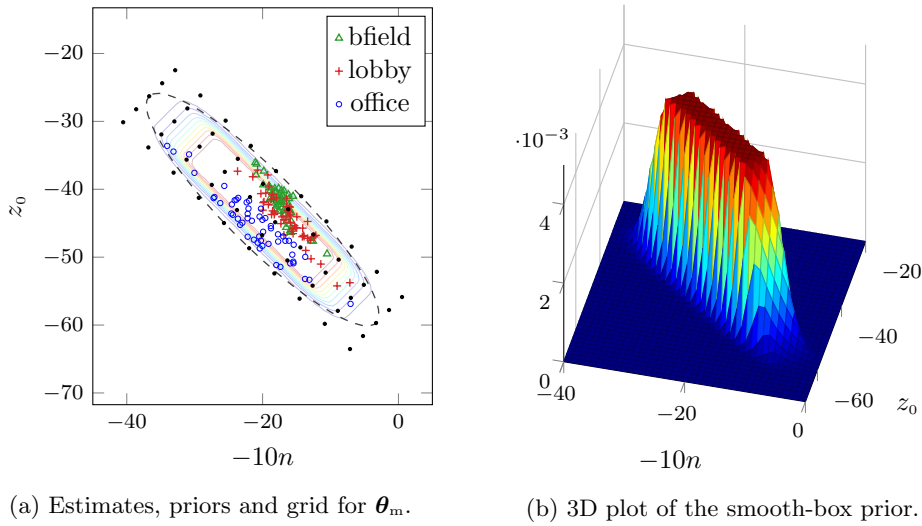 −20
−30
−40
−50
−60
−70
z₀
−40
−20
0
−10n
bfield
lobby
office
·10⁻³
4
2
0
−40
−20
0
−10n
−20
−40
−60
z₀
(a) Estimates, priors and grid for θₘ.
(b) 3D plot of the smooth-box prior.